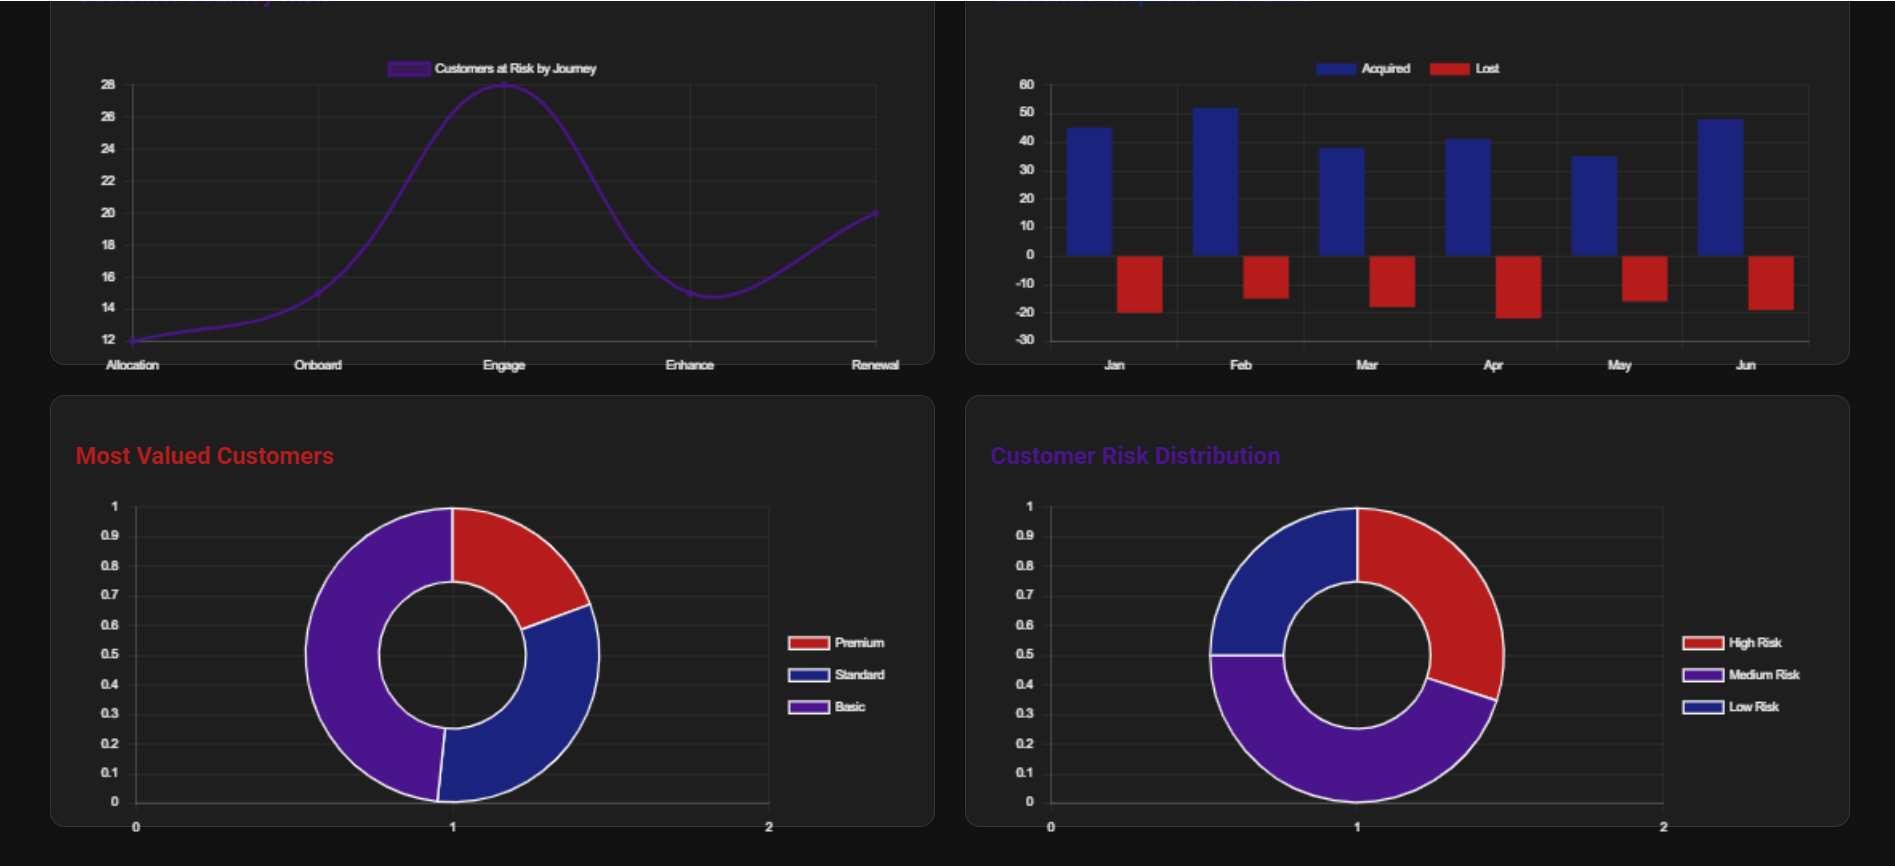 Customers at Risk by Journey
28
26
24
22
20
18
16
14
12
Allocation Onboard Engage Enhance Renewal
Acquired Lost
60
50
40
30
20
10
0
-10
-20
-30
Jan Feb Mar Apr May Jun
Most Valued Customers
1
0.9
0.8
0.7
0.6
0.5
0.4
0.3
0.2
0.1
0
0 1 2
Premium
Standard
Basic
Customer Risk Distribution
1
0.9
0.8
0.7
0.6
0.5
0.4
0.3
0.2
0.1
0
0 1 2
High Risk
Medium Risk
Low Risk